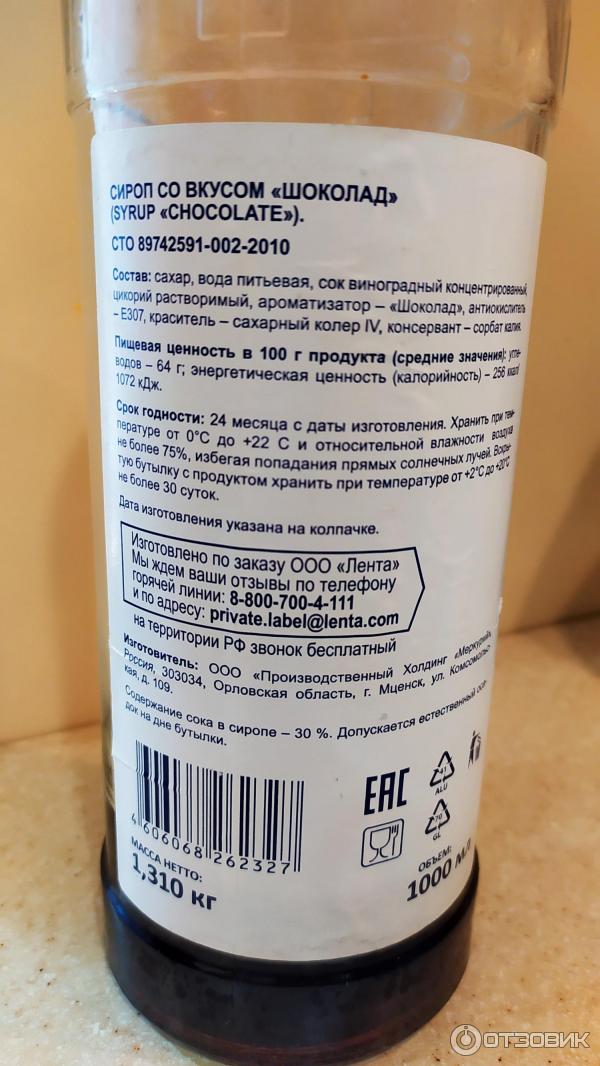 СИРОП СО ВКУСОМ «ШОКОЛАД»
(SYRUP «CHOCOLATE»).
СТО 89742591-002-2010
Состав: сахар, вода питьевая, сок виноградный концентрированный,
цикорий растворимый, ароматизатор – «Шоколад», антиокислитель
– Е307, краситель – сахарный колер IV, консервант – сорбат калия.
Пищевая ценность в 100 г продукта (средние значения): угле-
водов – 64 г; энергетическая ценность (калорийность) – 256 ккал/
1072 кДж.
Срок годности: 24 месяца с даты изготовления. Хранить при тем-
пературе от 0°С до +22 С и относительной влажности воздуха
не более 75%, избегая попадания прямых солнечных лучей. Вскры-
тую бутылку с продуктом хранить при температуре от +2°С до +20°С
не более 30 суток.
Дата изготовления указана на колпачке.
Изготовлено по заказу ООО «Лента»
Мы ждем ваши отзывы по телефону
горячей линии: 8-800-700-4-111
и по адресу: private.label@lenta.com
на территории РФ звонок бесплатный
Изготовитель: ООО «Производственный Холдинг «Меркурий»,
Россия, 303034, Орловская область, г. Мценск, ул. Комсомоль-
ская, д. 109.
Содержание сока в сиропе – 30 %. Допускается естественный оса-
док на дне бутылки.
4 606068 262327
EAC
41
ALU
70
GL
МАССА НЕТТО:
1,310 кг
ОБЪЕМ:
1000 МЛ
ОТЗОВИК